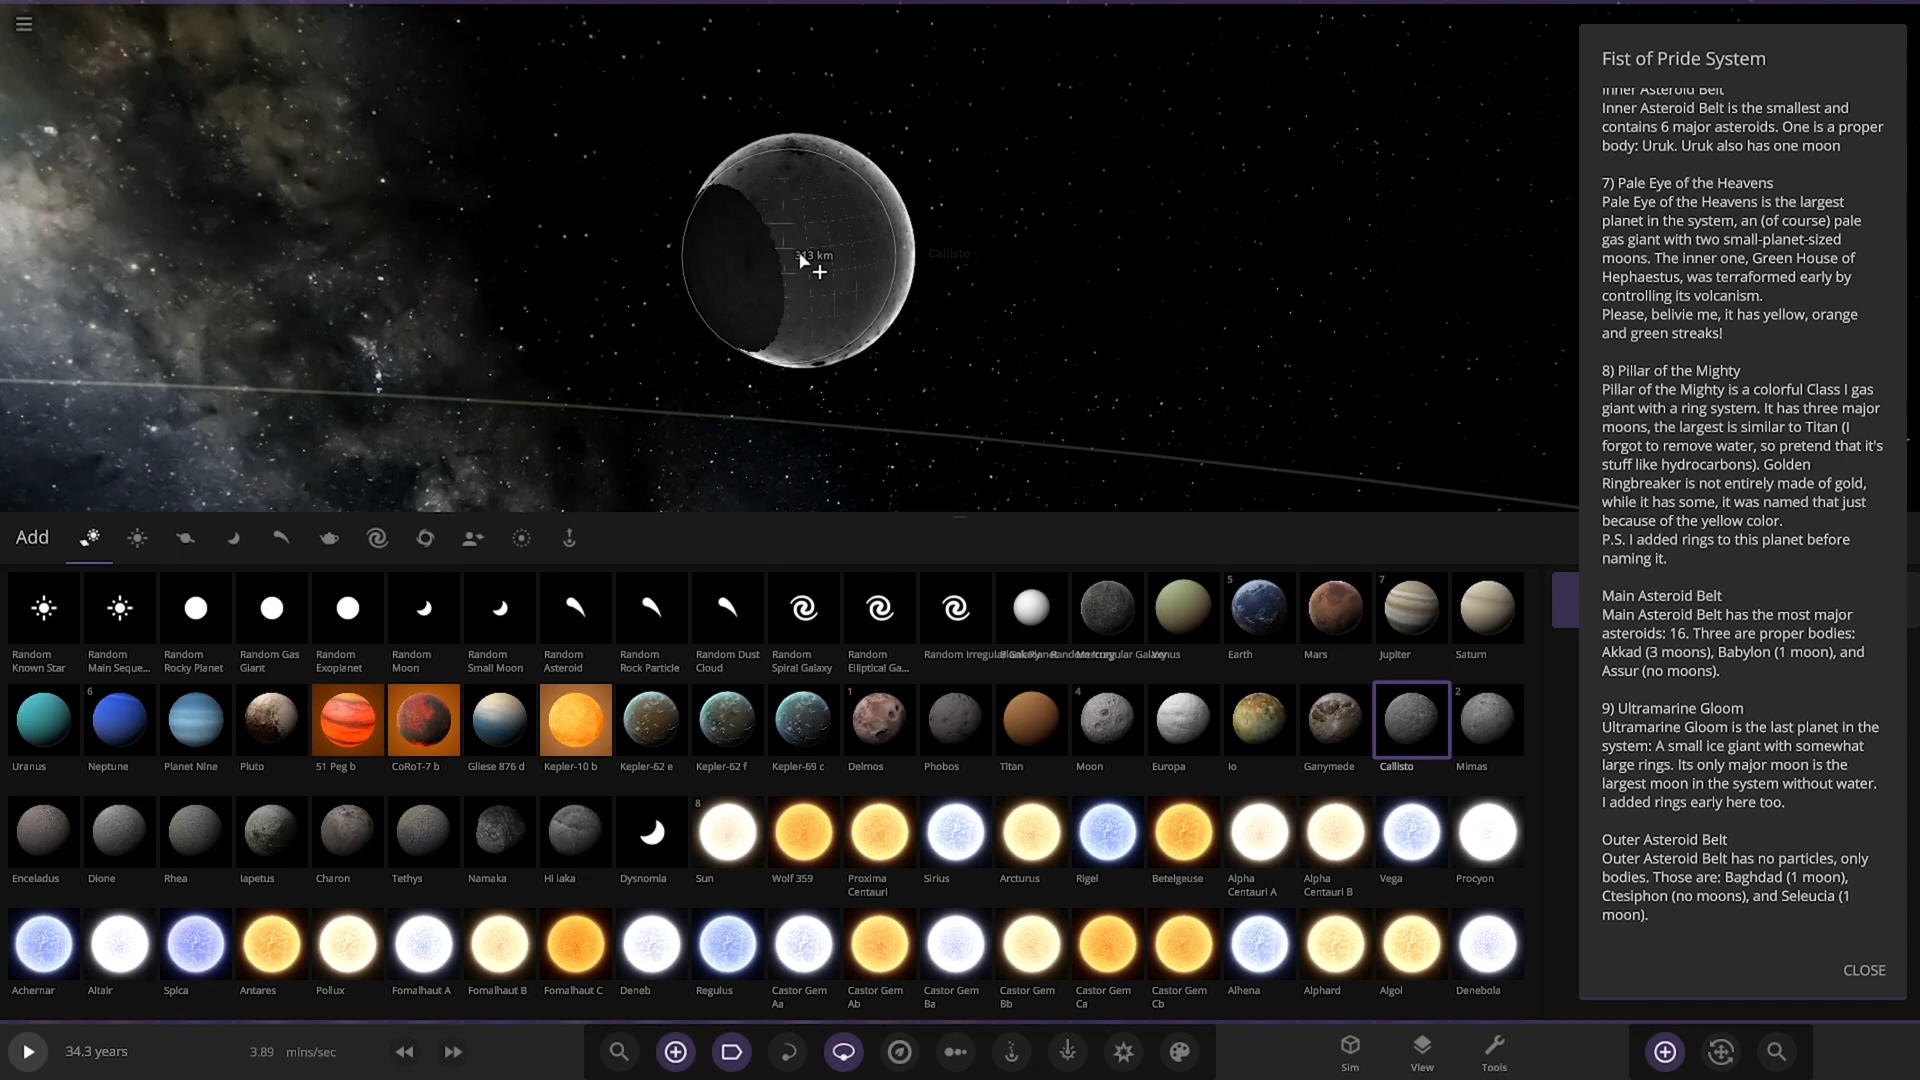 Fist of Pride System
Inner Asteroid Belt
Inner Asteroid Belt is the smallest and
contains 6 major asteroids. One is a proper
body: Uruk. Uruk also has one moon
7) Pale Eye of the Heavens
Pale Eye of the Heavens is the largest
planet in the system, an (of course) pale
gas giant with two small-planet-sized
moons. The inner one, Green House of
Hephaestus, was terraformed early by
controlling its volcanism.
Please, belivie me, it has yellow, orange
and green streaks!
8) Pillar of the Mighty
Pillar of the Mighty is a colorful Class I gas
giant with a ring system. It has three major
moons, the largest is similar to Titan (I
forgot to remove water, so pretend that it's
stuff like hydrocarbons). Golden
Ringbreaker is not entirely made of gold,
while it has some, it was named that just
because of the yellow color.
P.S. I added rings to this planet before
naming it.
Main Asteroid Belt
Main Asteroid Belt has the most major
asteroids: 16. Three are proper bodies:
Akkad (3 moons), Babylon (1 moon), and
Assur (no moons).
9) Ultramarine Gloom
Ultramarine Gloom is the last planet in the
system: A small ice giant with somewhat
large rings. Its only major moon is the
largest moon in the system without water.
I added rings early here too.
Outer Asteroid Belt
Outer Asteroid Belt has no particles, only
bodies. Those are: Baghdad (1 moon),
Ctesiphon (no moons), and Seleucia (1
moon).
CLOSE
km
Callisto
Add
5
7
Random
Known Star
Random
Main Seque...
Random
Rocky Planet
Random Gas
Giant
Random
Exoplanet
Random
Moon
Random
Small Moon
Random
Asteroid
Random
Rock Particle
Random Dust
Cloud
Random
Spiral Galaxy
Random
Elliptical Ga...
Random Irregular Galaxy
Earth
Mars
Jupiter
Saturn
6
1
4
2
Uranus
Neptune
Planet Nine
Pluto
51 Peg b
CoRoT-7 b
Gliese 876 d
Kepler-10 b
Kepler-62 e
Kepler-62 f
Kepler-69 c
Deimos
Phobos
Titan
Moon
Europa
Io
Ganymede
Callisto
Mimas
8
Enceladus
Dione
Rhea
Iapetus
Charon
Tethys
Namaka
Hi iaka
Dysnomia
Sun
Wolf 359
Proxima
Centauri
Sirius
Arcturus
Rigel
Betelgeuse
Alpha
Centauri A
Alpha
Centauri B
Vega
Procyon
Achernar
Altair
Spica
Antares
Pollux
Fomalhaut A
Fomalhaut B
Fomalhaut C
Deneb
Regulus
Castor Gem
Aa
Castor Gem
Ab
Castor Gem
Ba
Castor Gem
Bb
Castor Gem
Ca
Castor Gem
Cb
Alhena
Alphard
Algol
Denebola
34.3 years
3.89 mins/sec
Sim
View
Tools